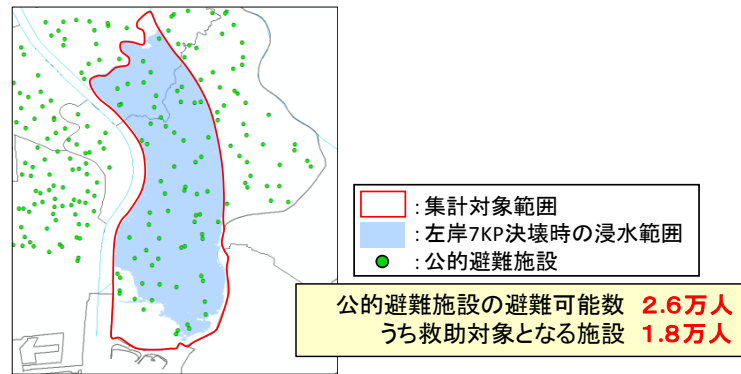 ：集計対象範囲
：左岸7KP決壊時の浸水範囲
：公的避難施設
公的避難施設の避難可能数 2.6万人
うち救助対象となる施設 1.8万人